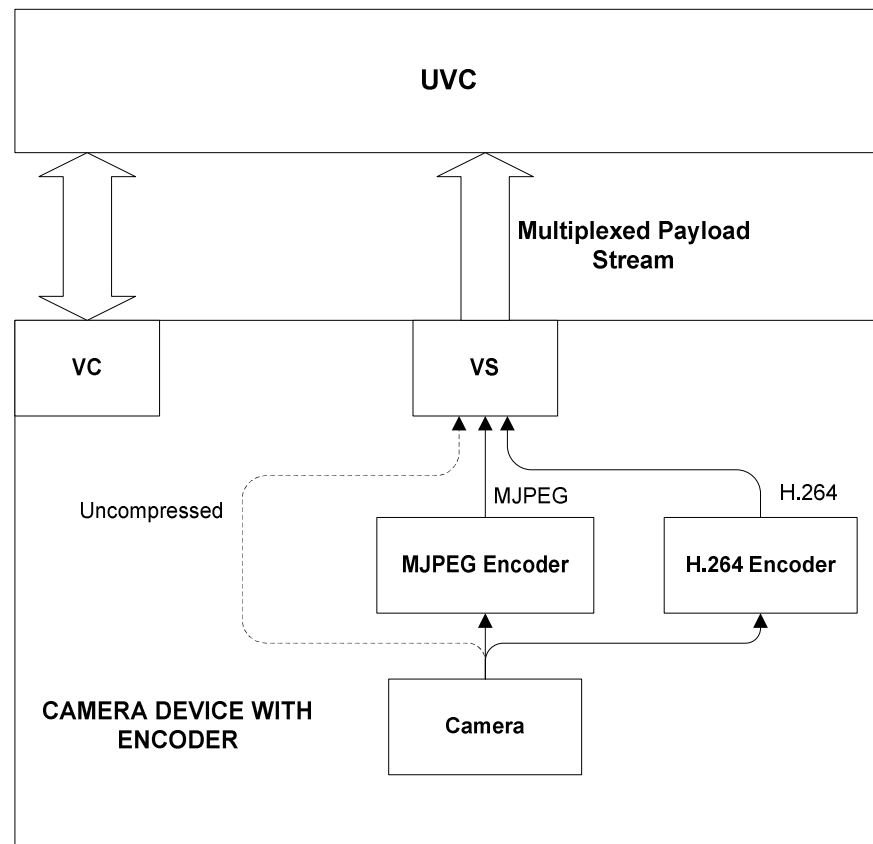 UVC
Multiplexed Payload
Stream
VC
VS
Uncompressed
MJPEG
H.264
MJPEG Encoder
H.264 Encoder
CAMERA DEVICE WITH
ENCODER
Camera